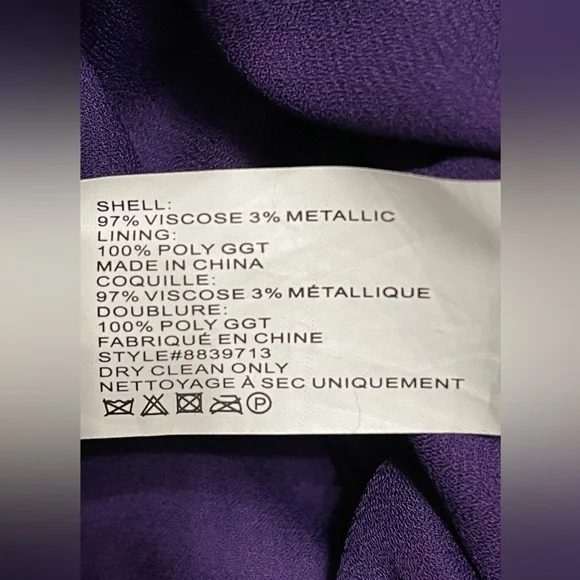 SHELL:
97% VISCOSE 3% METALLIC
LINING:
100% POLY GGT
MADE IN CHINA
COQUILLE:
97% VISCOSE 3% MÉTALLIQUE
DOUBLURE:
100% POLY GGT
FABRIQUÉ EN CHINE
STYLE#8839713
DRY CLEAN ONLY
NETTOYAGE À SEC UNIQUEMENT
P